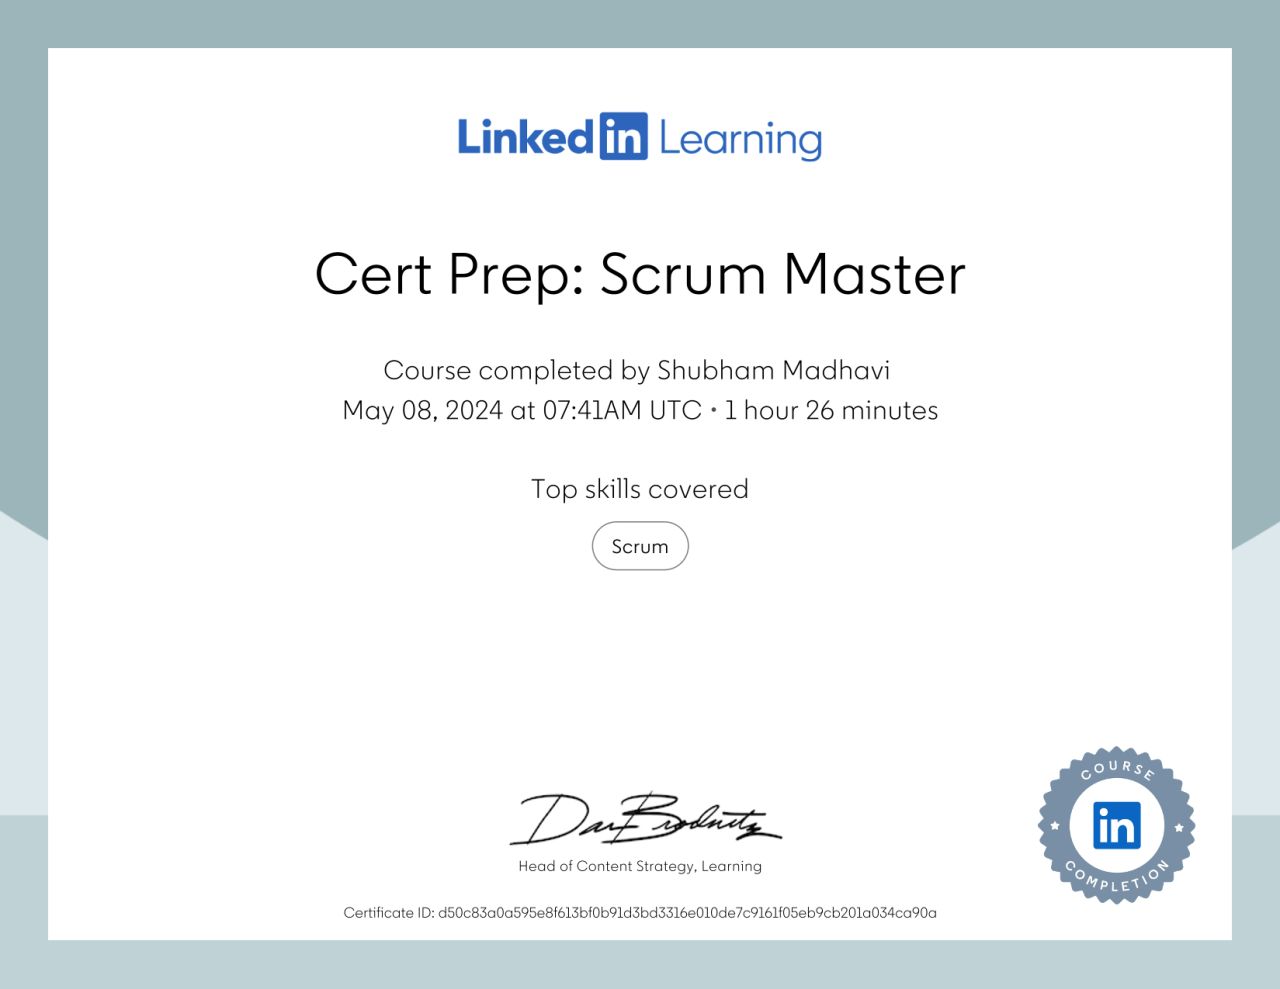 LinkedIn Learning
Cert Prep: Scrum Master
Course completed by Shubham Madhavi
May 08, 2024 at 07:41AM UTC • 1 hour 26 minutes
Top skills covered
Scrum
Dan Brodnitz
Head of Content Strategy, Learning
COURSE
in
COMPLETION
Certificate ID: d50c83a0a595e8f613bf0b91d3bd3316e010de7c9161f05eb9cb201a034ca90a